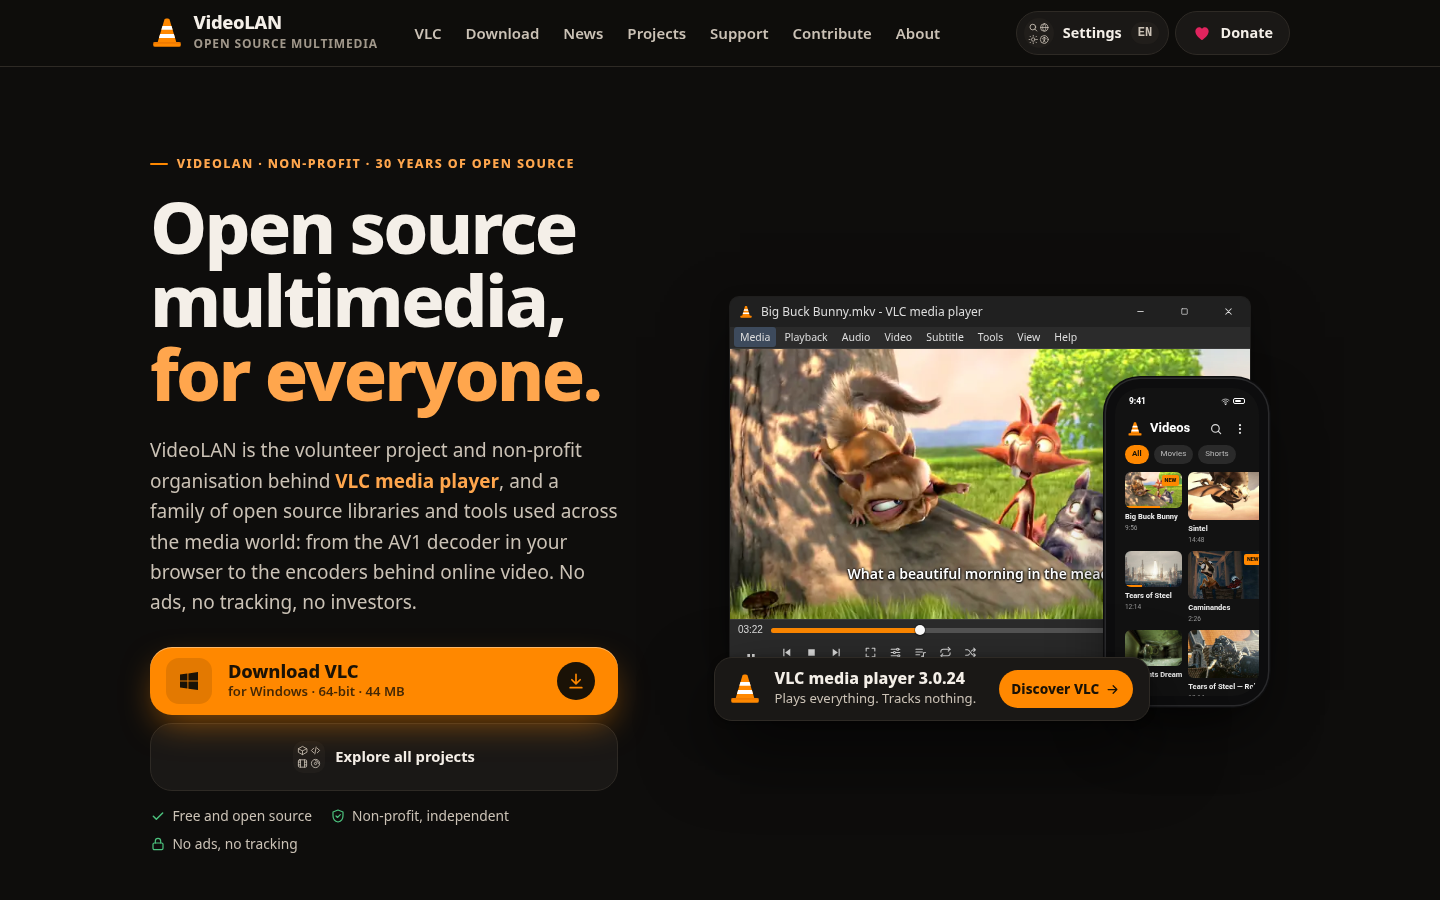 VideoLAN
OPEN SOURCE MULTIMEDIA
VLC Download News Projects Support Contribute About
Settings EN
Donate
VIDEOLAN · NON-PROFIT · 30 YEARS OF OPEN SOURCE
Open source
multimedia,
for everyone.
VideoLAN is the volunteer project and non-profit
organisation behind VLC media player, and a
family of open source libraries and tools used across
the media world: from the AV1 decoder in your
browser to the encoders behind online video. No
ads, no tracking, no investors.
Download VLC
for Windows · 64-bit · 44 MB
Explore all projects
Free and open source
Non-profit, independent
No ads, no tracking
Big Buck Bunny.mkv - VLC media player
Media Playback Audio Video Subtitle Tools View Help
What a beautiful morning in the
03:22
9:41
Videos
All Movies Shorts
NEW
Big Buck Bunny
9:56
Sintel
14:48
NEW
Tears of Steel
12:14
Caminandes
2:26
Dream
Tears of Steel —
VLC media player 3.0.24
Plays everything. Tracks nothing.
Discover VLC →